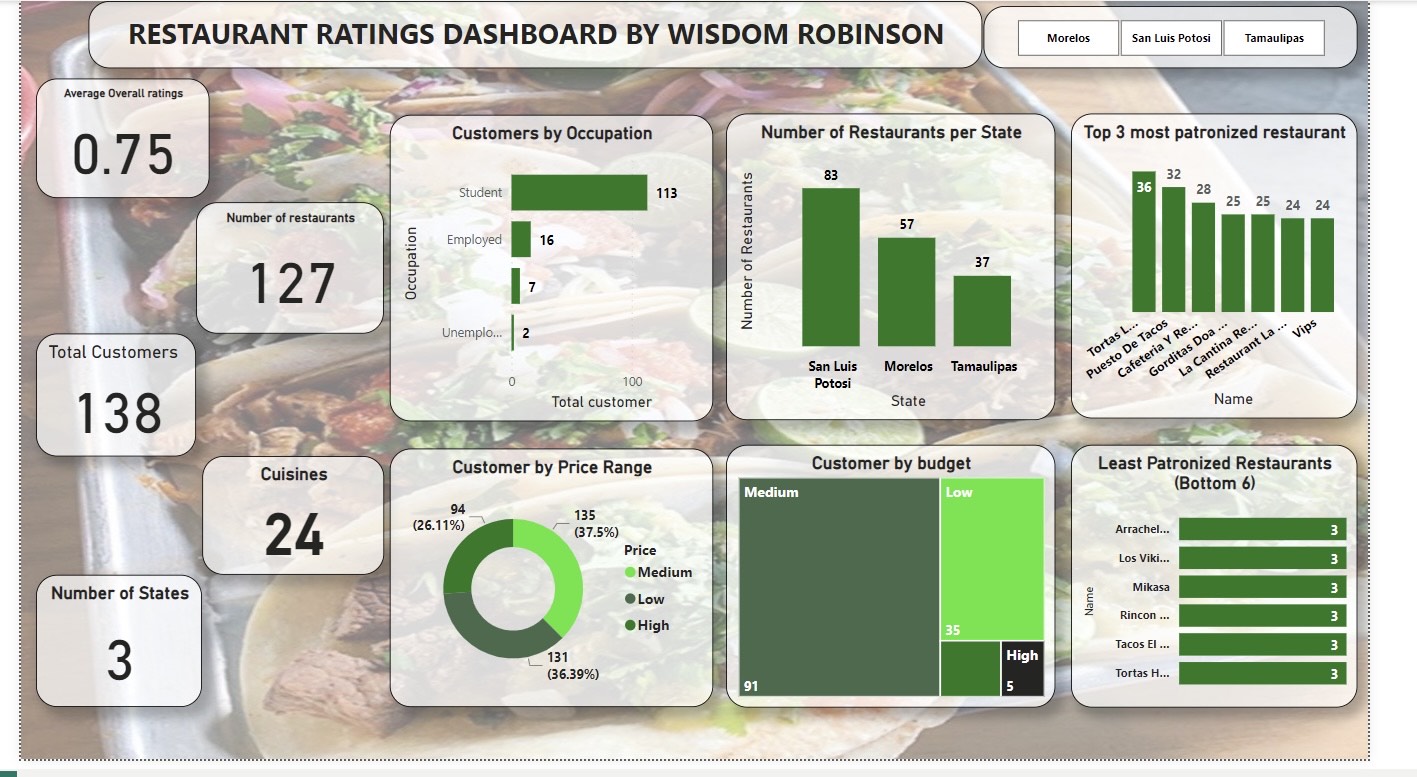 RESTAURANT RATINGS DASHBOARD BY WISDOM ROBINSON
Morelos
San Luis Potosi
Tamaulipas
Average Overall ratings
0.75
Number of restaurants
127
Total Customers
138
Cuisines
24
Number of States
3
Customers by Occupation
Occupation
Student
113
Employed
16
7
Unemplo...
2
0
100
Total customer
Number of Restaurants per State
Number of Restaurants
83
57
37
San Luis
Potosi
Morelos
Tamaulipas
State
Top 3 most patronized restaurant
36
32
28
25
25
24
24
Tortas L...
Puesto De Tacos
Cafeteria Y Re...
Gorditas Doa ...
La Cantina Re...
Restaurant La ...
Vips
Name
Customer by Price Range
94
(26.11%)
135
(37.5%)
131
(36.39%)
Price
Medium
Low
High
Customer by budget
Medium
91
Low
35
High
5
Least Patronized Restaurants
(Bottom 6)
Name
Arrachel...
3
Los Viki...
3
Mikasa
3
Rincon ...
3
Tacos El ...
3
Tortas H...
3